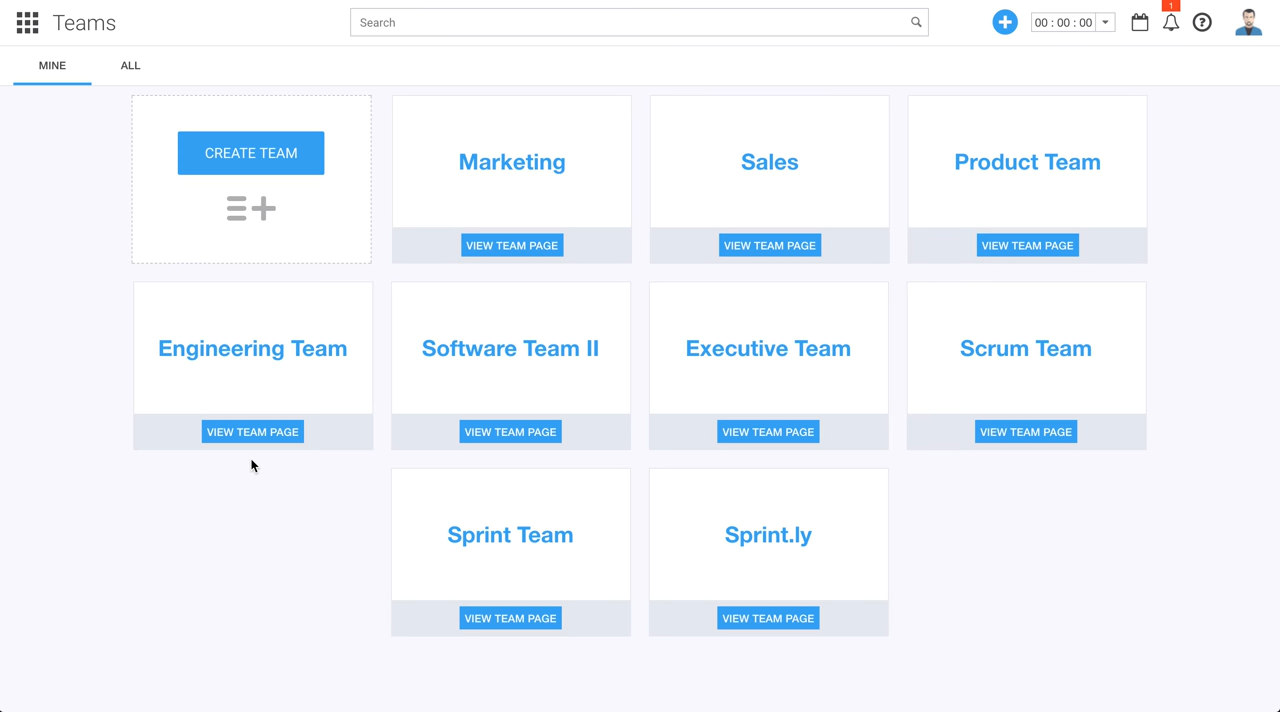 Teams
Search
00 : 00 : 00
1
?
MINE
ALL
CREATE TEAM
Marketing
VIEW TEAM PAGE
Sales
VIEW TEAM PAGE
Product Team
VIEW TEAM PAGE
Engineering Team
VIEW TEAM PAGE
Software Team II
VIEW TEAM PAGE
Executive Team
VIEW TEAM PAGE
Scrum Team
VIEW TEAM PAGE
Sprint Team
VIEW TEAM PAGE
Sprint.ly
VIEW TEAM PAGE